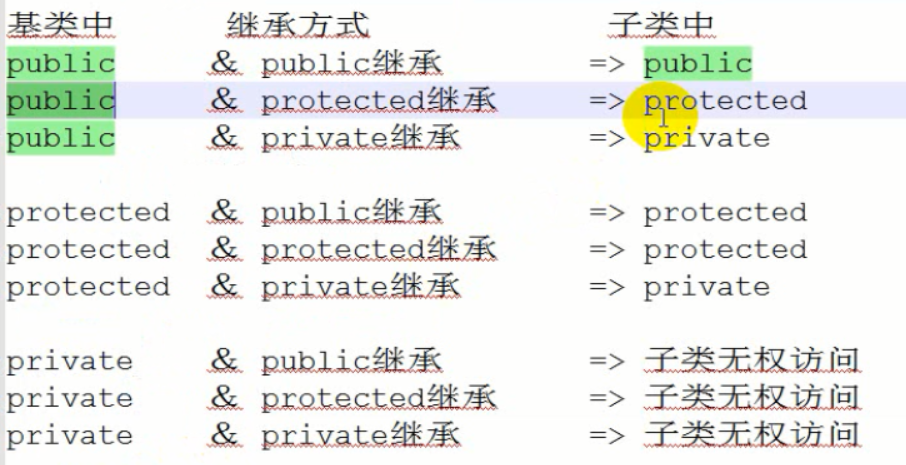 基类中 继承方式 子类中
public & public继承 => public
public & protected继承 => protected
public & private继承 => private
protected & public继承 => protected
protected & protected继承 => protected
protected & private继承 => private
private & public继承 => 子类无权访问
private & protected继承 => 子类无权访问
private & private继承 => 子类无权访问